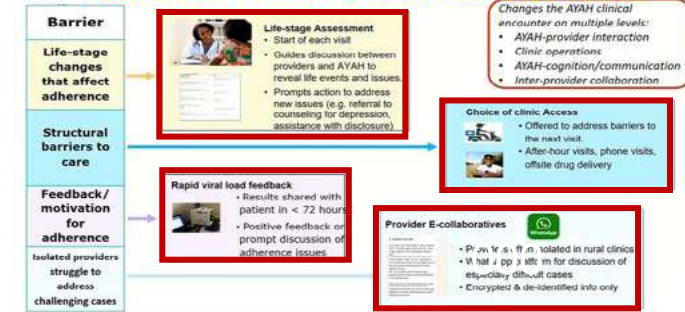 Barrier
Life-stage
changes
that affect
adherence
Structural
barriers to
care
Feedback/
motivation
for
adherence
Isolated providers
struggle to
address
challenging cases
Life-stage Assessment
• Start of each visit
• Guides discussion between
providers and AYAH to
reveal life events and issues.
• Prompts action to address
new issues (e.g. referral to
counseling for depression,
assistance with disclosure)
Changes the AYAH clinical
encounter on multiple levels:
• AYAH-provider interaction
• Clinic operations
• AYAH-cognition/communication
• Inter-provider collaboration
Choice of clinic Access
• Offered to address barriers to
the next visit.
• After-hour visits, phone visits,
offsite drug delivery
Rapid viral load feedback
• Results shared with
patient in < 72 hours
• Positive feedback or
prompt discussion of
adherence issues
Provider E-collaboratives
WhatsApp
• isolated in rural clinics
• for discussion of
especially difficult cases
• Encrypted & de-identified info only